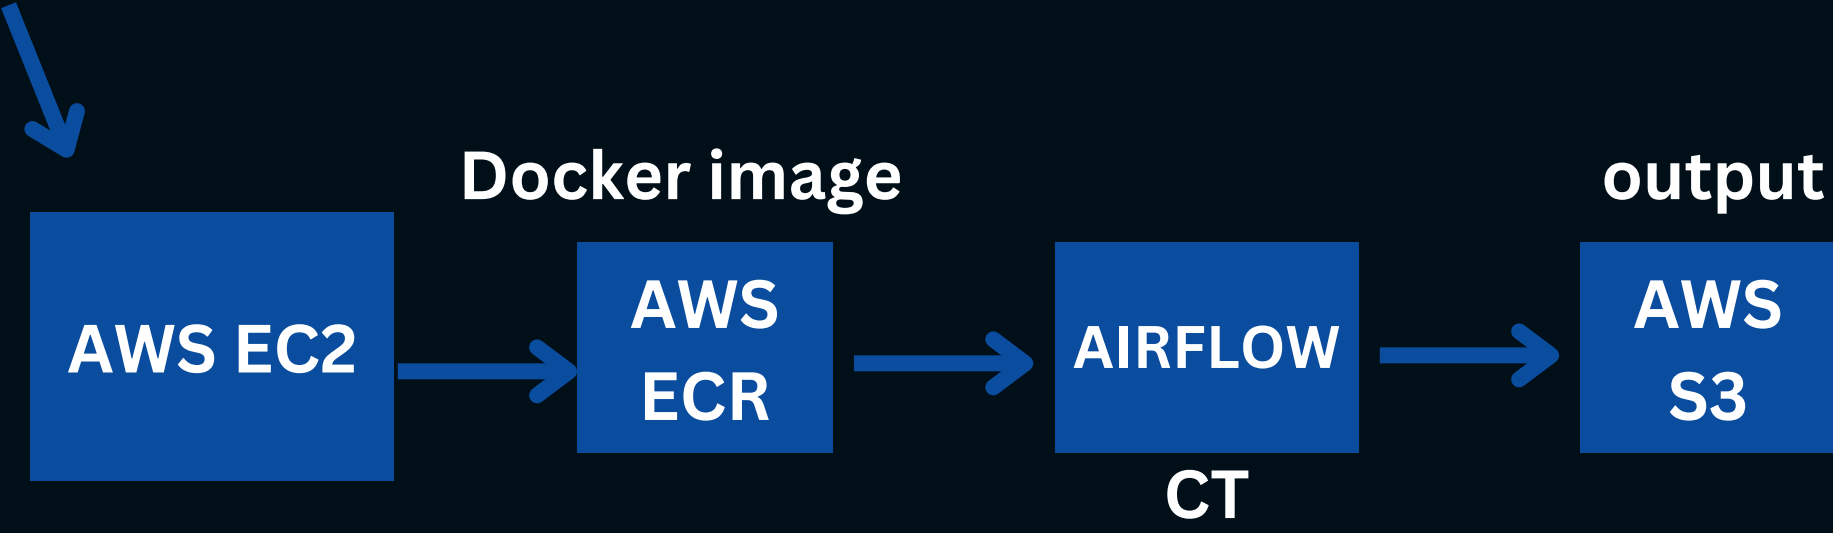 Docker image
output
AWS EC2
AWS
ECR
AIRFLOW
AWS
S3
CT